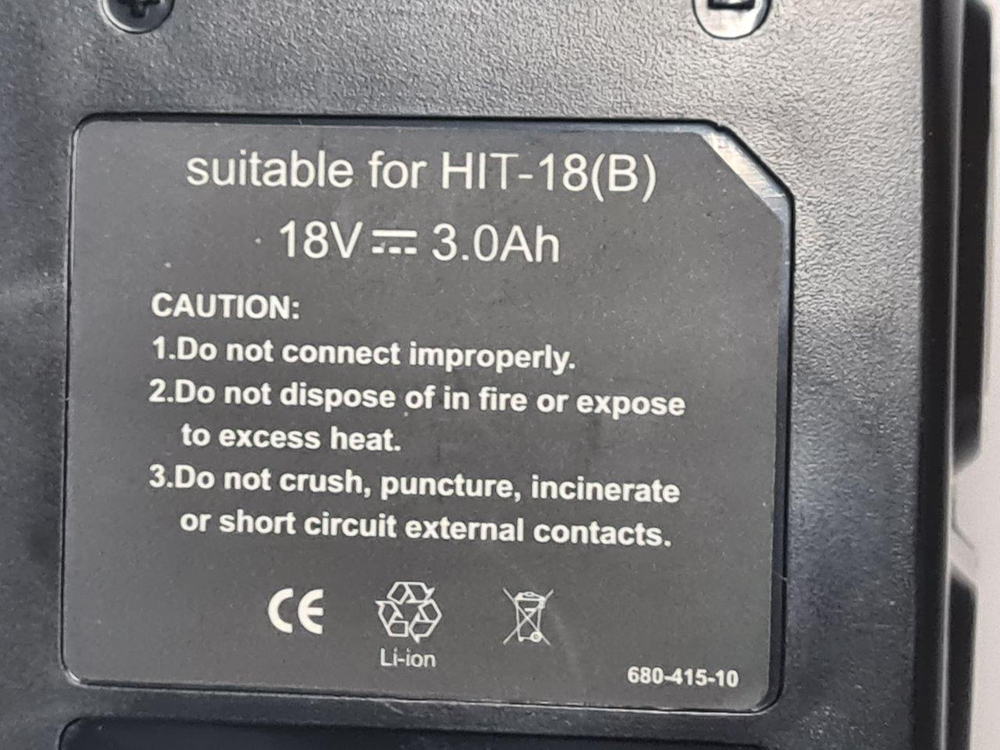 suitable for HIT-18(B)
18V ⎓ 3.0Ah
CAUTION:
1.Do not connect improperly.
2.Do not dispose of in fire or expose
to excess heat.
3.Do not crush, puncture, incinerate
or short circuit external contacts.
CE
Li-ion
680-415-10